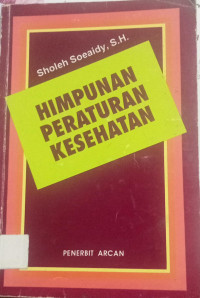 Sholeh Soeaidy, S.H.
HIMPUNAN
PERATURAN
KESEHATAN
PENERBIT ARCAN